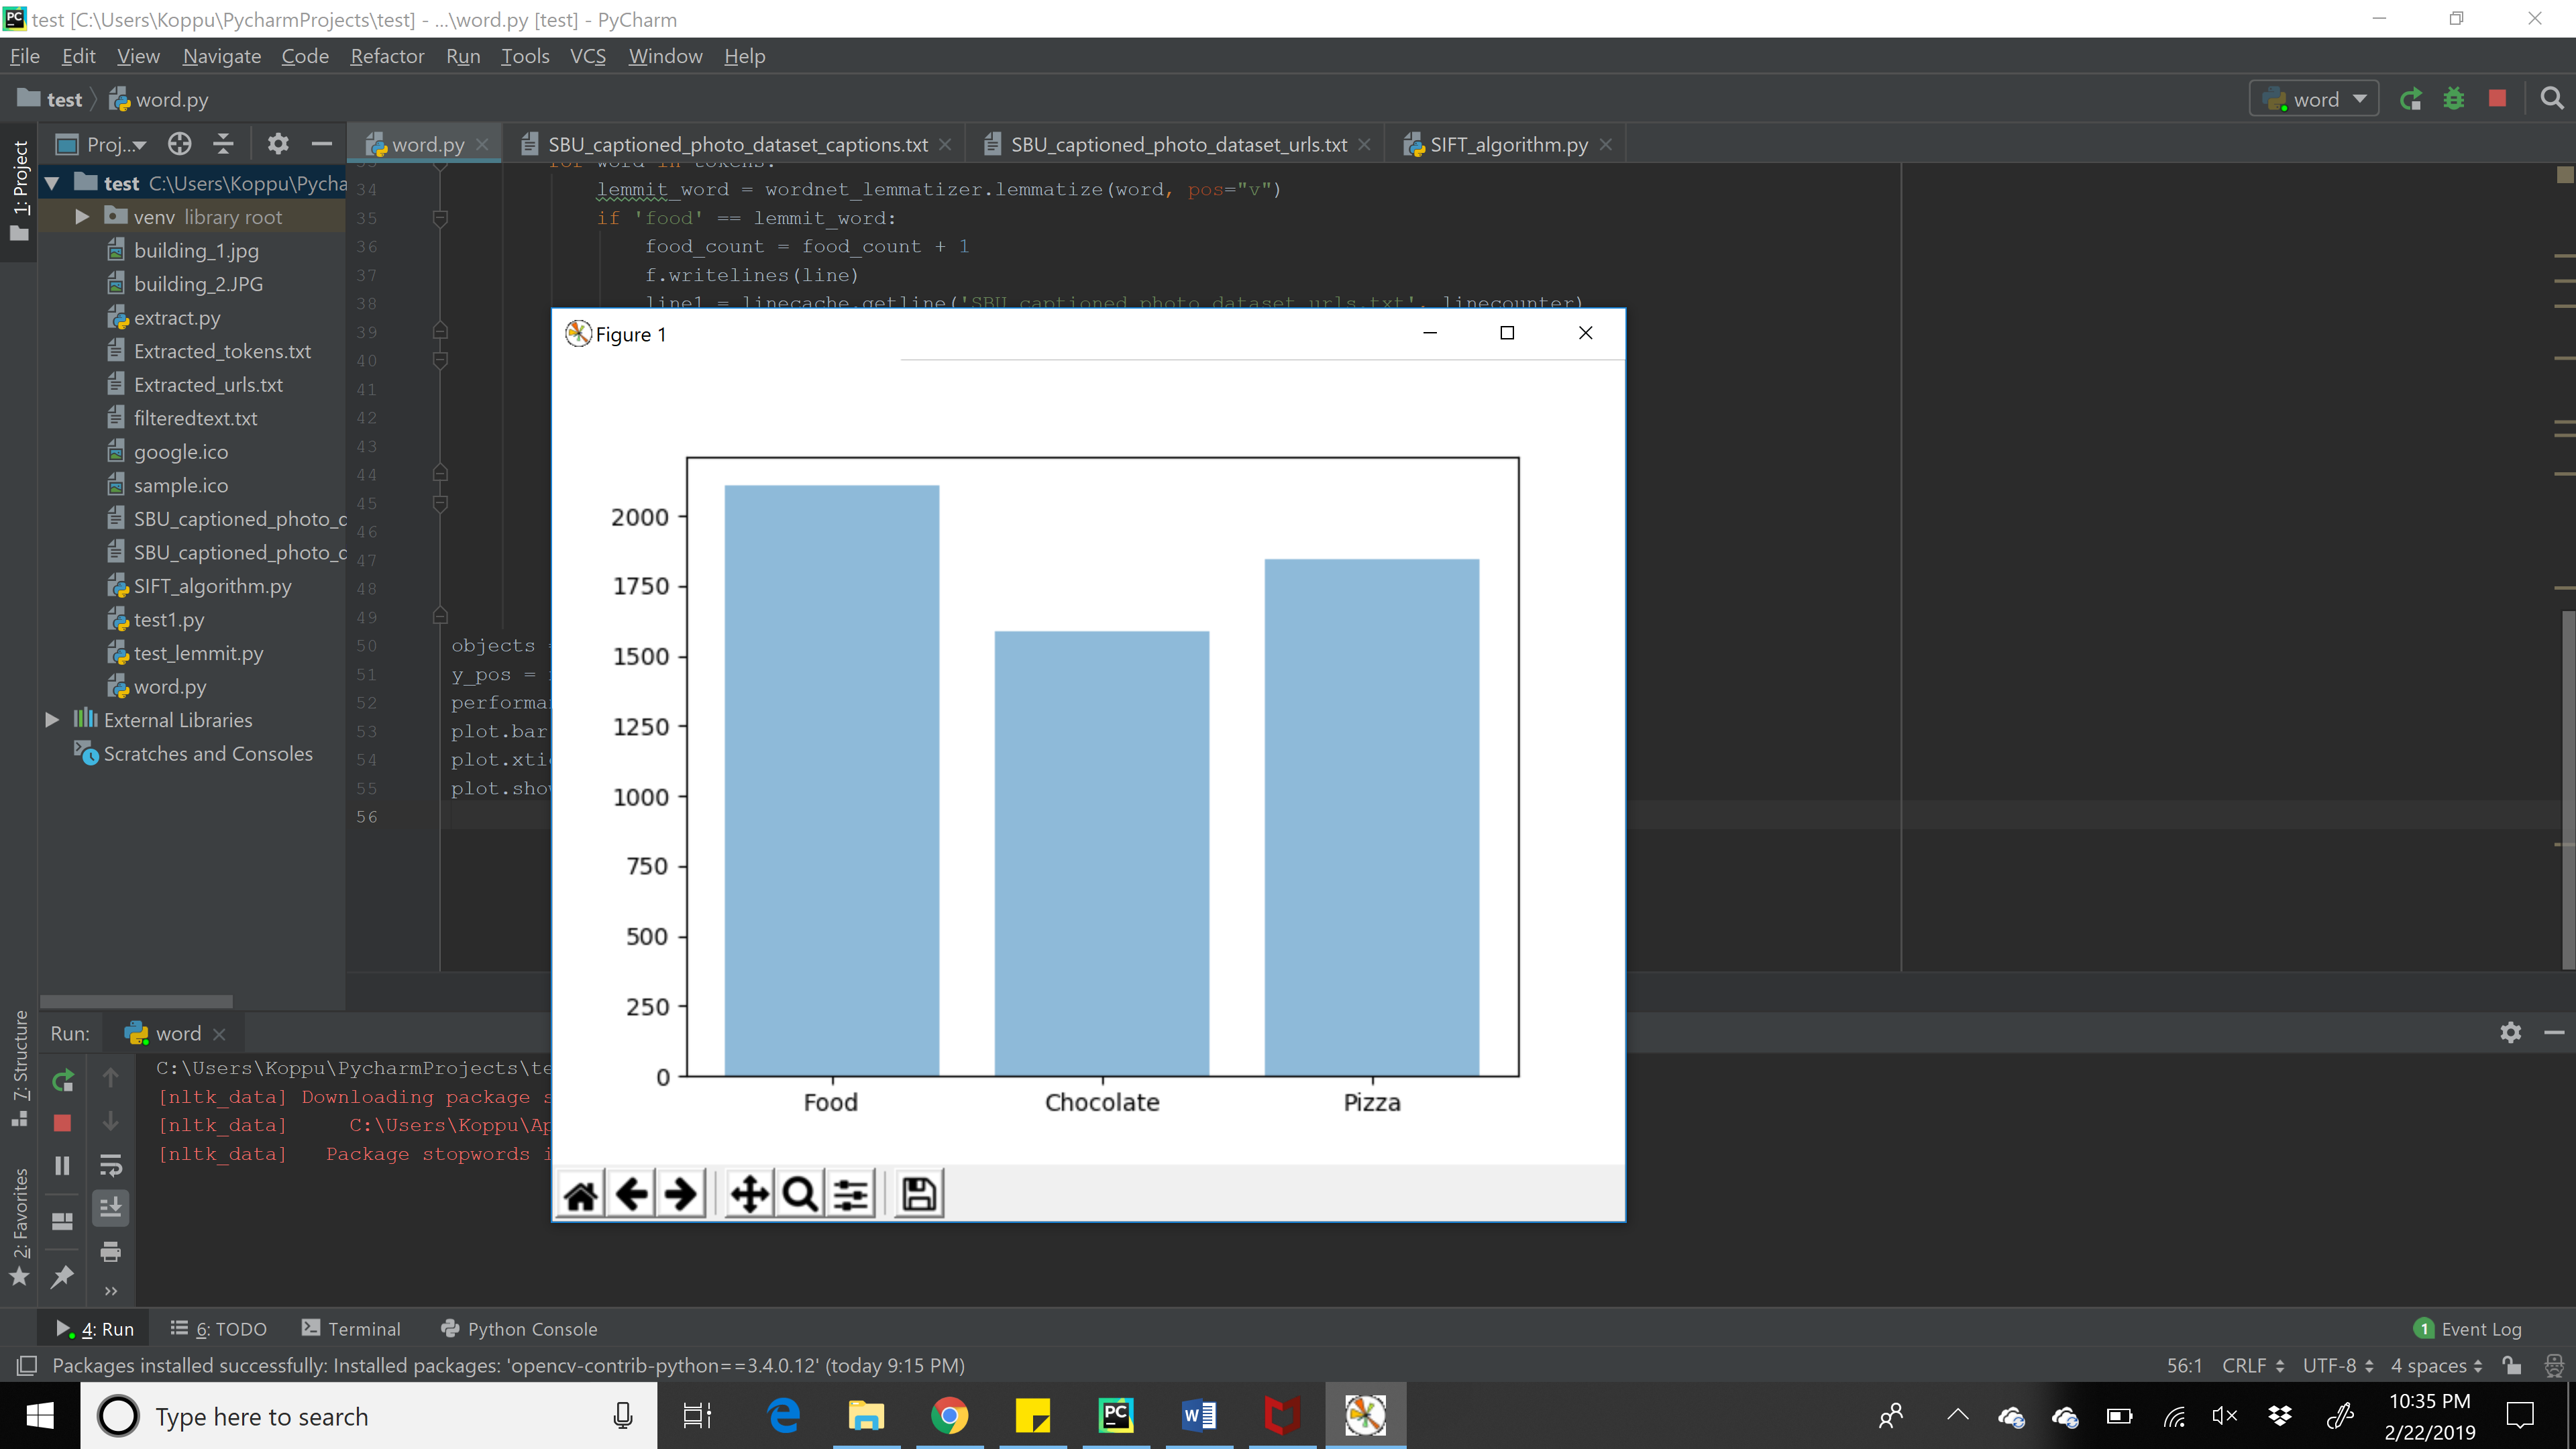 test [C:\Users\Koppu\PycharmProjects\test] - ...\word.py [test] - PyCharm
File Edit View Navigate Code Refactor Run Tools VCS Window Help
test word.py word
1: Project
Proj...
word.py SBU_captioned_photo_dataset_captions.txt SBU_captioned_photo_dataset_urls.txt SIFT_algorithm.py
test C:\Users\Koppu\Pycha
venv library root
building_1.jpg
building_2.JPG
extract.py
Extracted_tokens.txt
Extracted_urls.txt
filteredtext.txt
google.ico
sample.ico
SBU_captioned_photo_d
SBU_captioned_photo_d
SIFT_algorithm.py
test1.py
test_lemmit.py
word.py
External Libraries
Scratches and Consoles
for word in tokens:
34 lemmit_word = wordnet_lemmatizer.lemmatize(word, pos="v")
35 if 'food' == lemmit_word:
36 food_count = food_count + 1
37 f.writelines(line)
38 line1 = linecache.getline('SBU_captioned_photo_dataset_urls.txt', linecounter)
39
40
41
42
43
44
45
46
47
48
49
50 objects
51 y_pos =
52 performa
53 plot.bar
54 plot.xti
55 plot.show
56
Figure 1
2000
1750
1500
1250
1000
750
500
250
0
Food Chocolate Pizza
7: Structure
2: Favorites
Run: word
C:\Users\Koppu\PycharmProjects\te
[nltk_data] Downloading package s
[nltk_data] C:\Users\Koppu\Ap
[nltk_data] Package stopwords i
4: Run 6: TODO Terminal Python Console 1 Event Log
Packages installed successfully: Installed packages: 'opencv-contrib-python==3.4.0.12' (today 9:15 PM) 56:1 CRLF UTF-8 4 spaces
Type here to search
10:35 PM
2/22/2019